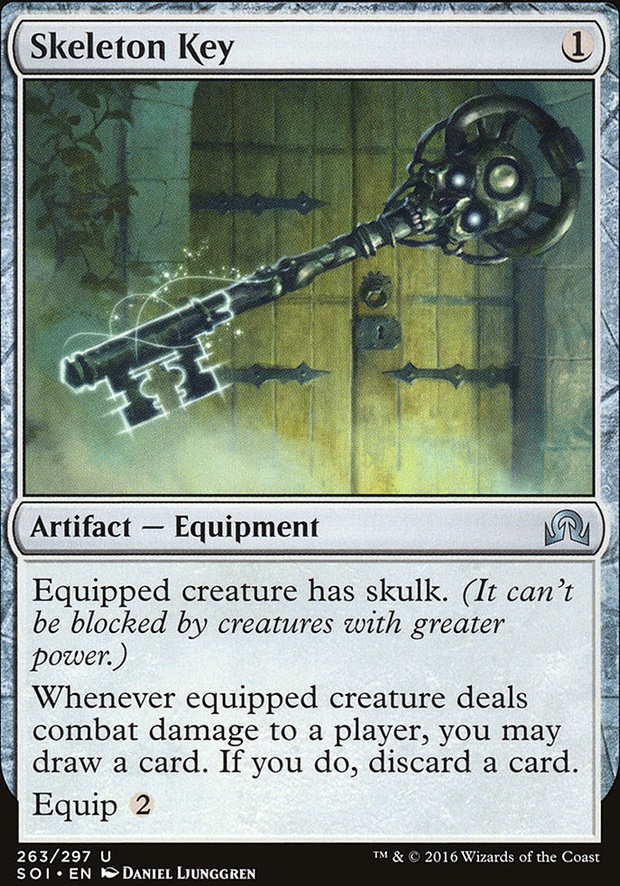 Skeleton Key 1
Artifact — Equipment
Equipped creature has skulk. (It can't
be blocked by creatures with greater
power.)
Whenever equipped creature deals
combat damage to a player, you may
draw a card. If you do, discard a card.
Equip 2
263/297 U
SOI • EN Daniel Ljunggren
™ & © 2016 Wizards of the Coast